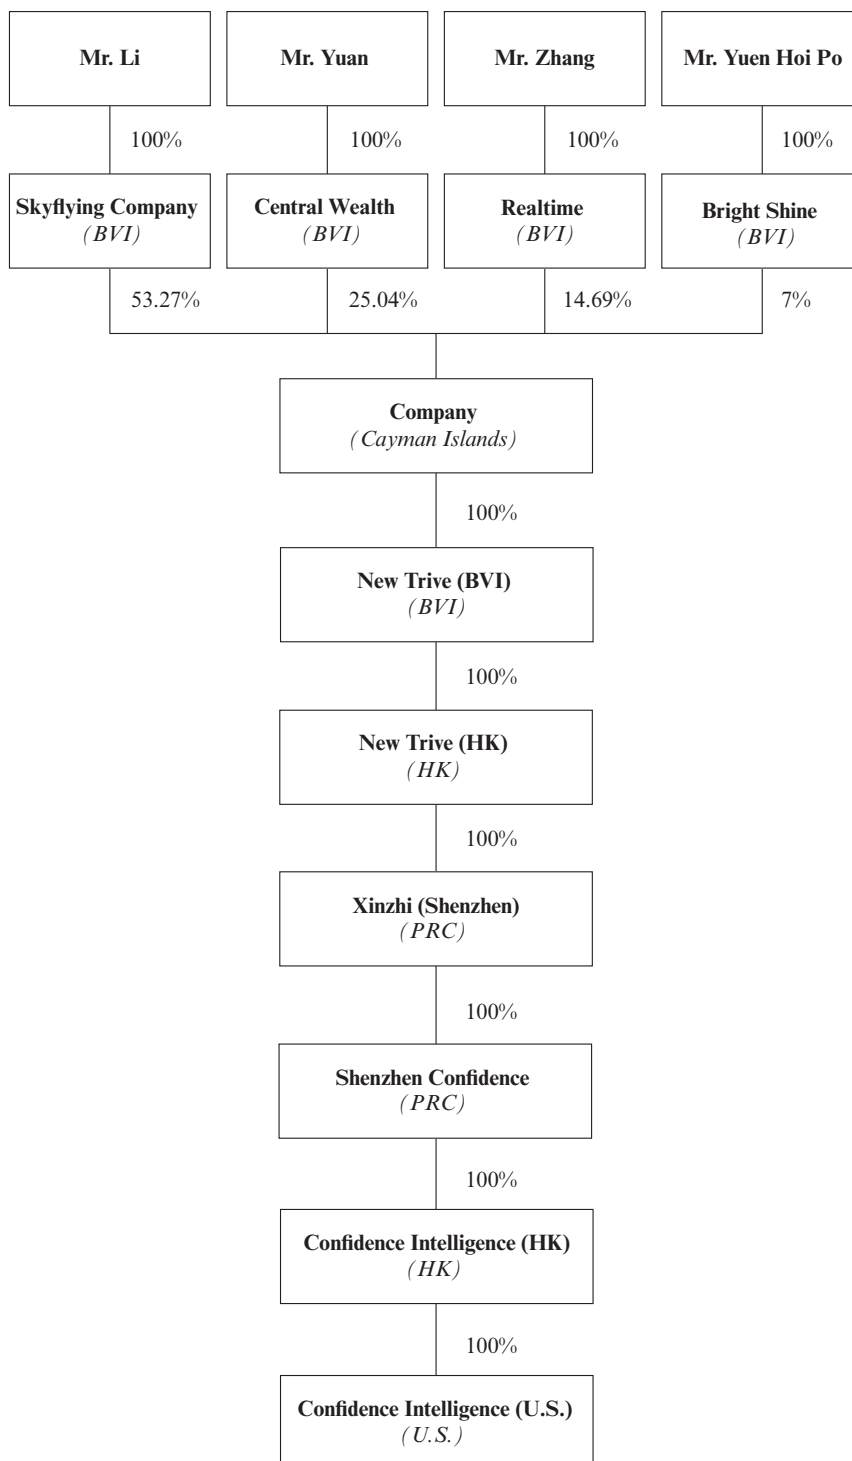 Mr. Li
Mr. Yuan
Mr. Zhang
Mr. Yuen Hoi Po
100%
100%
100%
100%
Skyflying Company
(BVI)
Central Wealth
(BVI)
Realtime
(BVI)
Bright Shine
(BVI)
53.27%
25.04%
14.69%
7%
Company
(Cayman Islands)
100%
New Trive (BVI)
(BVI)
100%
New Trive (HK)
(HK)
100%
Xinzhi (Shenzhen)
(PRC)
100%
Shenzhen Confidence
(PRC)
100%
Confidence Intelligence (HK)
(HK)
100%
Confidence Intelligence (U.S.)
(U.S.)